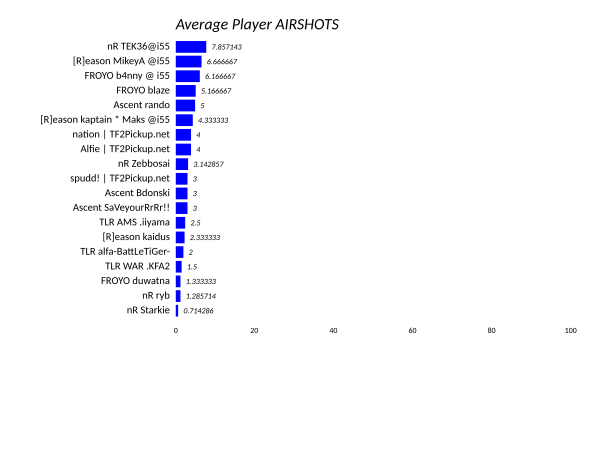 Average Player AIRSHOTS
nR TEK36@i55 7.857143
[R]eason MikeyA @i55 6.666667
FROYO b4nny @ i55 6.166667
FROYO blaze 5.166667
Ascent rando 5
[R]eason kaptain * Maks @i55 4.333333
nation | TF2Pickup.net 4
Alfie | TF2Pickup.net 4
nR Zebbosai 3.142857
spudd! | TF2Pickup.net 3
Ascent Bdonski 3
Ascent SaVeyourRrRr!! 3
TLR AMS .iiyama 2.5
[R]eason kaidus 2.333333
TLR alfa-BattLeTiGer- 2
TLR WAR .KFA2 1.5
FROYO duwatna 1.333333
nR ryb 1.285714
nR Starkie 0.714286
0 20 40 60 80 100